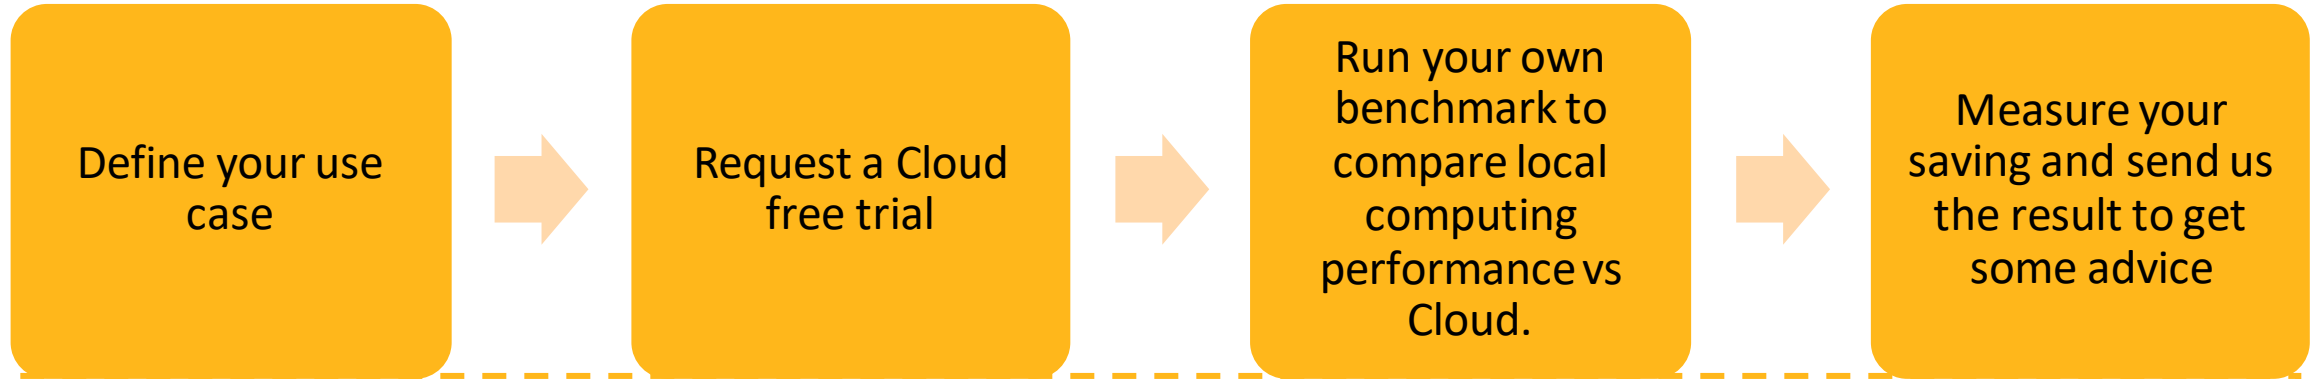 Define your use
case
Request a Cloud
free trial
Run your own
benchmark to
compare local
computing
performance vs
Cloud.
Measure your
saving and send us
the result to get
some advice